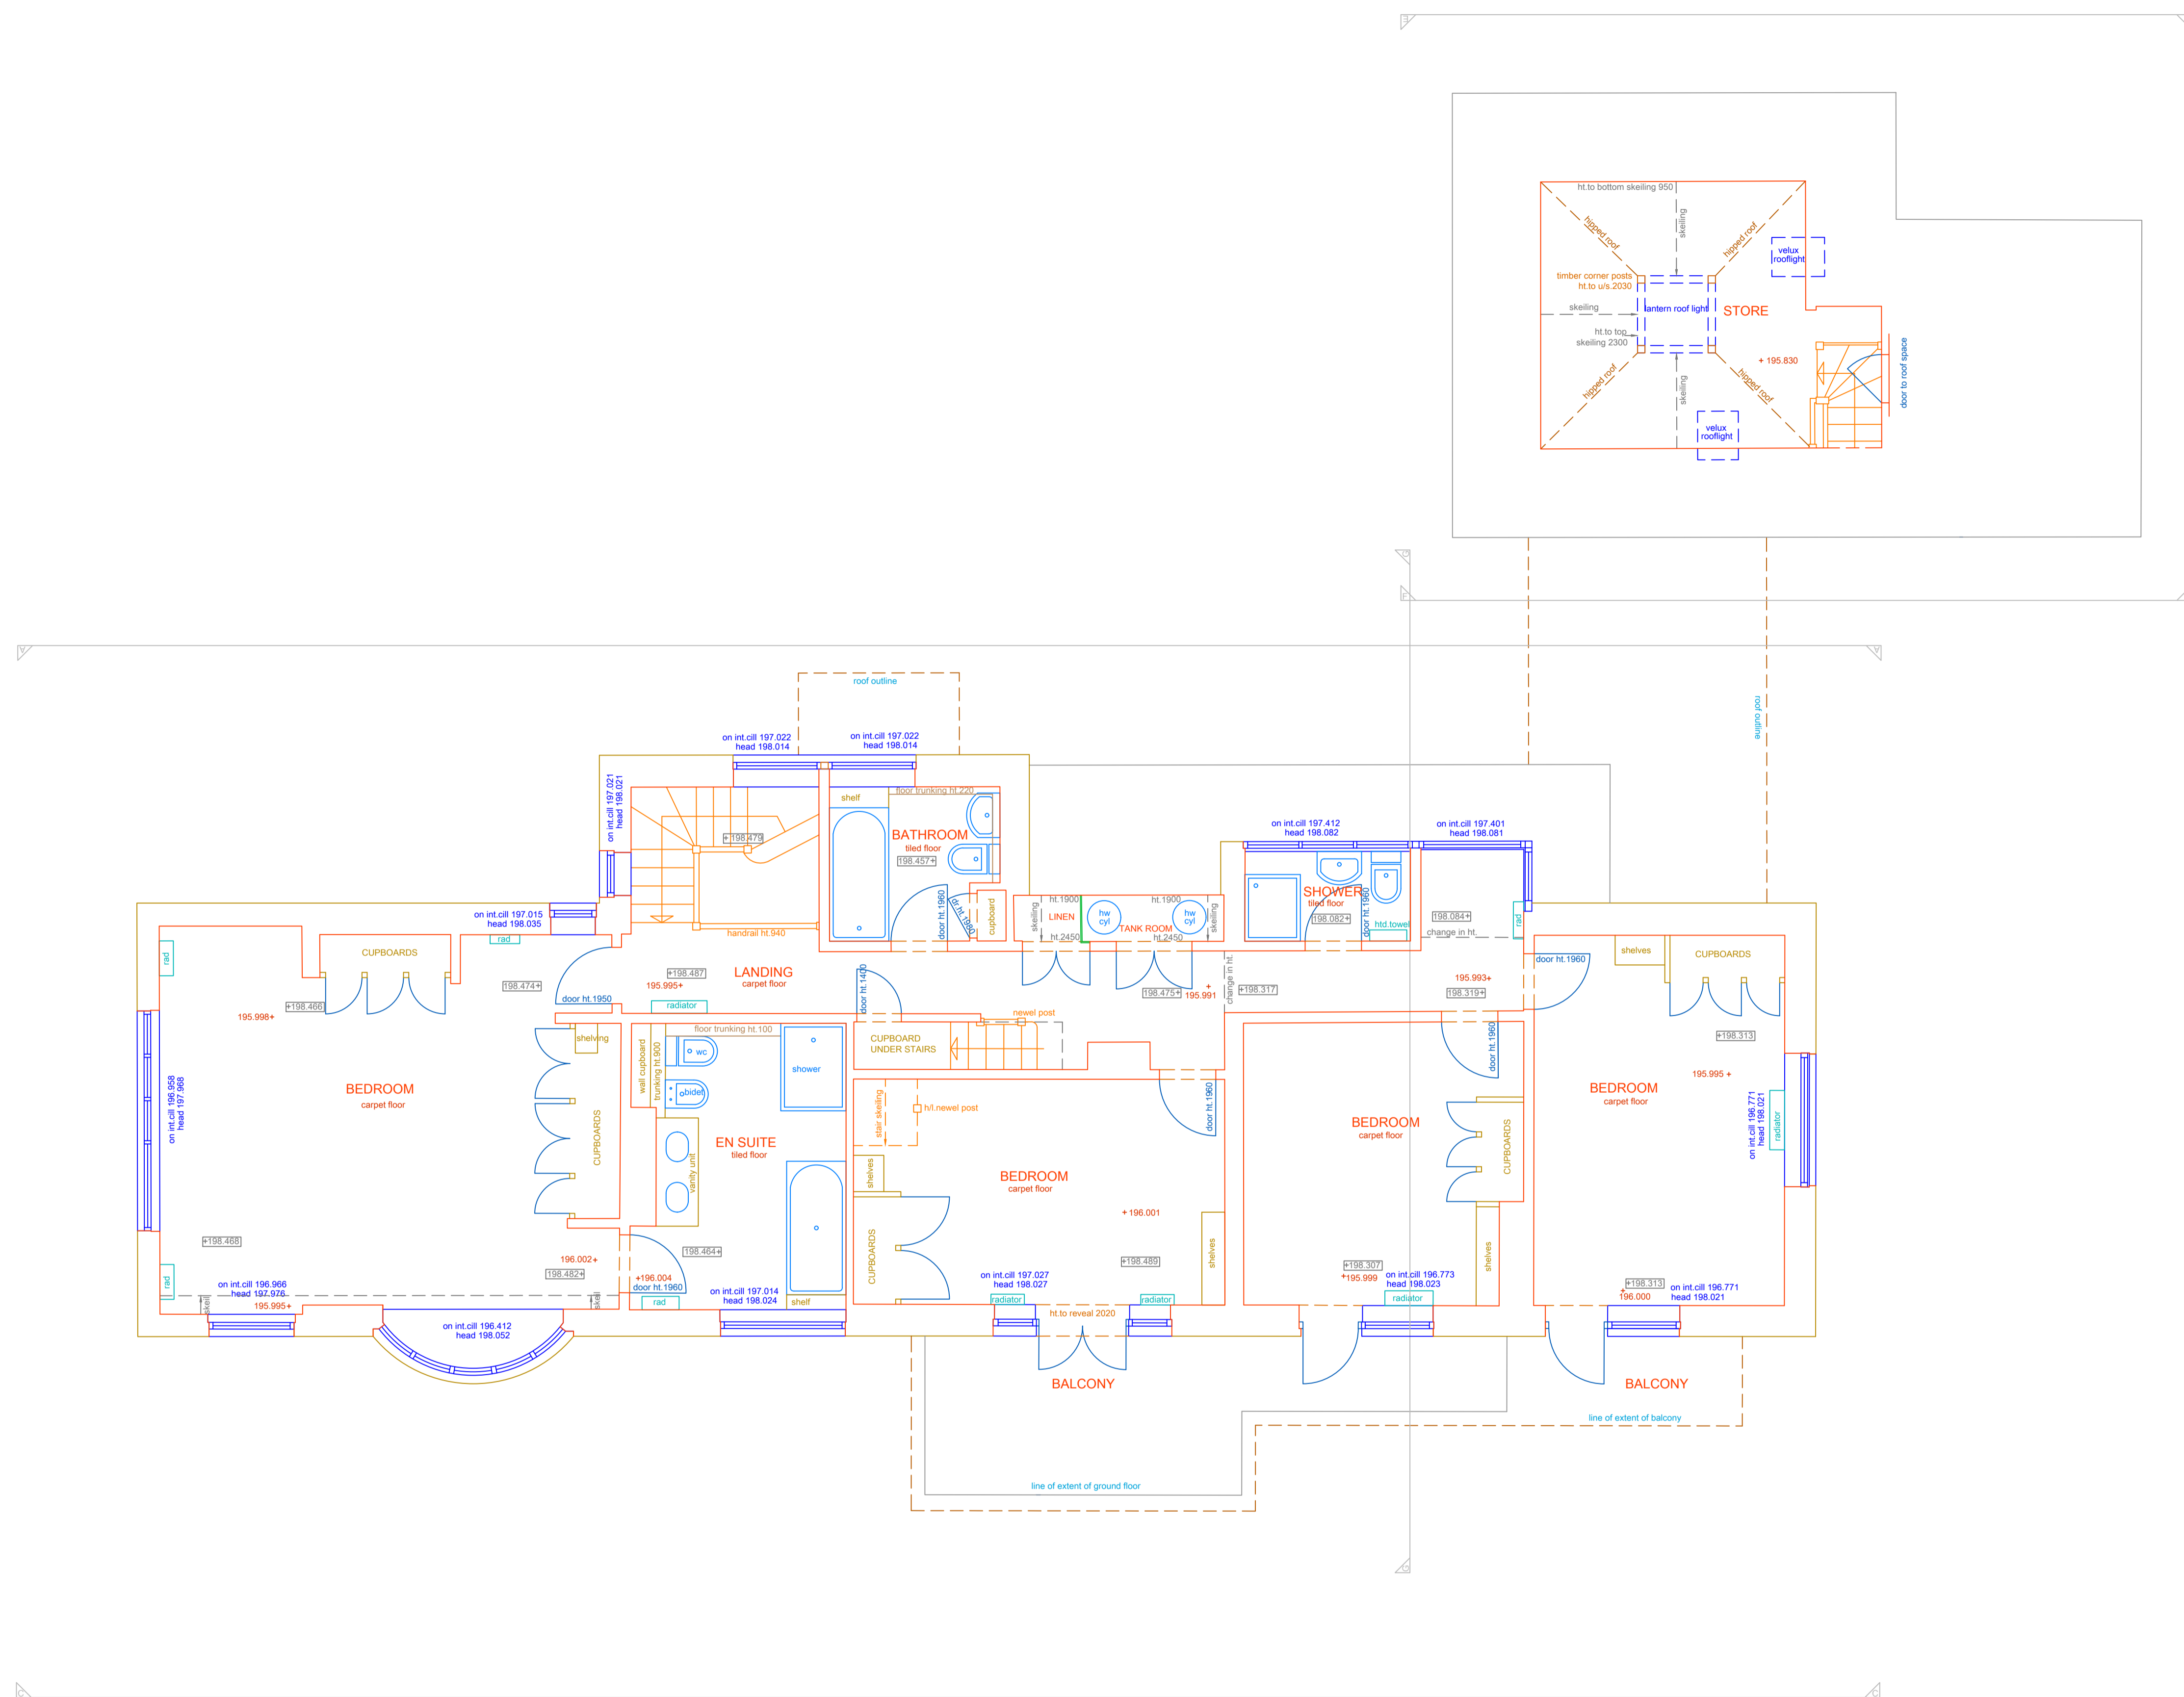 E
ht.to bottom skeiling 950
skeiling
hipped roof
hipped roof
velux
rooflight
timber corner posts
ht.to u/s.2030
skeiling
lantern roof light
STORE
ht.to top
skeiling 2300
+ 195.830
door to roof space
hipped roof
skeiling
hipped roof
velux
rooflight
G
F
A
A
roof outline
roof outline
on int.cill 197.022
head 198.014
on int.cill 197.022
head 198.014
on int.cill 197.021
head 198.021
shelf
floor trunking ht.220
+ 198.479
BATHROOM
tiled floor
198.457+
on int.cill 197.412
head 198.082
on int.cill 197.401
head 198.081
door ht.1960
dr.ht.1980
cupboard
skeiling
ht.1900
LINEN
ht.2450
hw
cyl
ht.1900
TANK ROOM
ht.2450
hw
cyl
skeiling
SHOWER
tiled floor
198.082+
door ht.1960
htd.towel
198.084+
change in ht.
rad
on int.cill 197.015
head 198.035
handrail ht.940
rad
rad
CUPBOARDS
+198.466
198.474+
195.998+
door ht.1950
+198.487
195.995+
LANDING
carpet floor
radiator
door ht.1400
198.475+
195.991
change in ht.
+198.317
195.993+
198.319+
door ht.1960
shelves
CUPBOARDS
+198.313
newel post
CUPBOARD
UNDER STAIRS
floor trunking ht.100
shelving
wall cupboard
trunking ht.900
wc
shower
bidet
door ht.1960
195.995 +
BEDROOM
carpet floor
on int.cill 196.958
head 197.968
CUPBOARDS
EN SUITE
tiled floor
vanity unit
stair skeiling
h/l.newel post
door ht.1960
BEDROOM
carpet floor
CUPBOARDS
BEDROOM
carpet floor
on int.cill 196.771
head 198.021
radiator
shelves
BEDROOM
carpet floor
+ 196.001
+198.468
196.002+
198.482+
198.464+
+196.004
door ht.1960
CUPBOARDS
+198.489
shelves
shelves
+198.307
+195.999
on int.cill 196.773
head 198.023
radiator
+198.313
+
196.000
on int.cill 196.771
head 198.021
rad
on int.cill 196.966
head 197.976
skeil
195.995+
skeil
rad
on int.cill 197.014
head 198.024
shelf
on int.cill 197.027
head 198.027
radiator
radiator
ht.to reveal 2020
on int.cill 196.412
head 198.052
BALCONY
BALCONY
line of extent of balcony
line of extent of ground floor
G
C
C